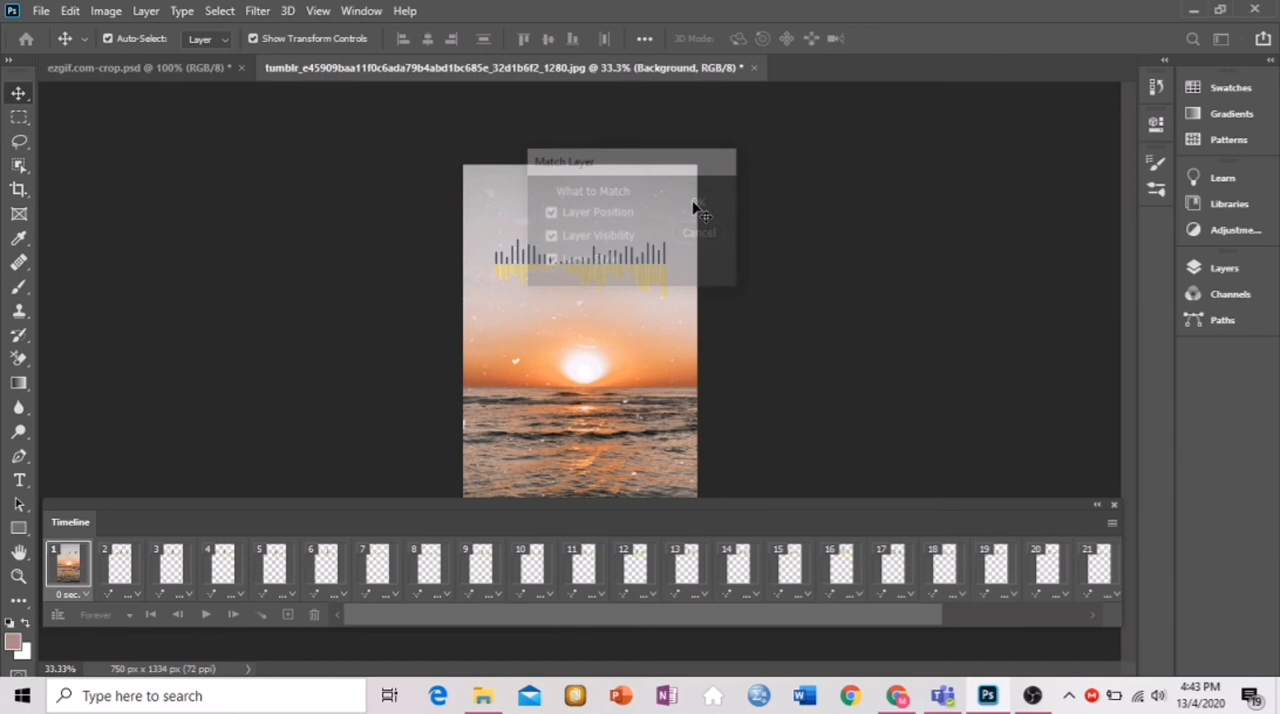 Ps File Edit Image Layer Type Select Filter 3D View Window Help
Auto-Select: Layer Show Transform Controls ••• 3D Mode:
ezgif.com-crop.psd @ 100% (RGB/8) * × tumblr_e45909baa11f0c6ada79b4abd1bc685e_32d1b6f2_1280.jpg @ 33.3% (Background, RGB/8) * ×
Swatches
Gradients
Patterns
Learn
Libraries
Adjustme...
Layers
Channels
Paths
Match Layer
What to Match
Layer Position
Layer Visibility
Cancel
Timeline
1 2 3 4 5 6 7 8 9 10 11 12 13 14 15 16 17 18 19 20 21
0 sec. ... ... ... ... ... ... ... ... ... ... ... ... ... ... ... ... ... ... ... ...
Forever
33.33% 750 px x 1334 px (72 ppi)
Type here to search
4:43 PM
13/4/2020
19